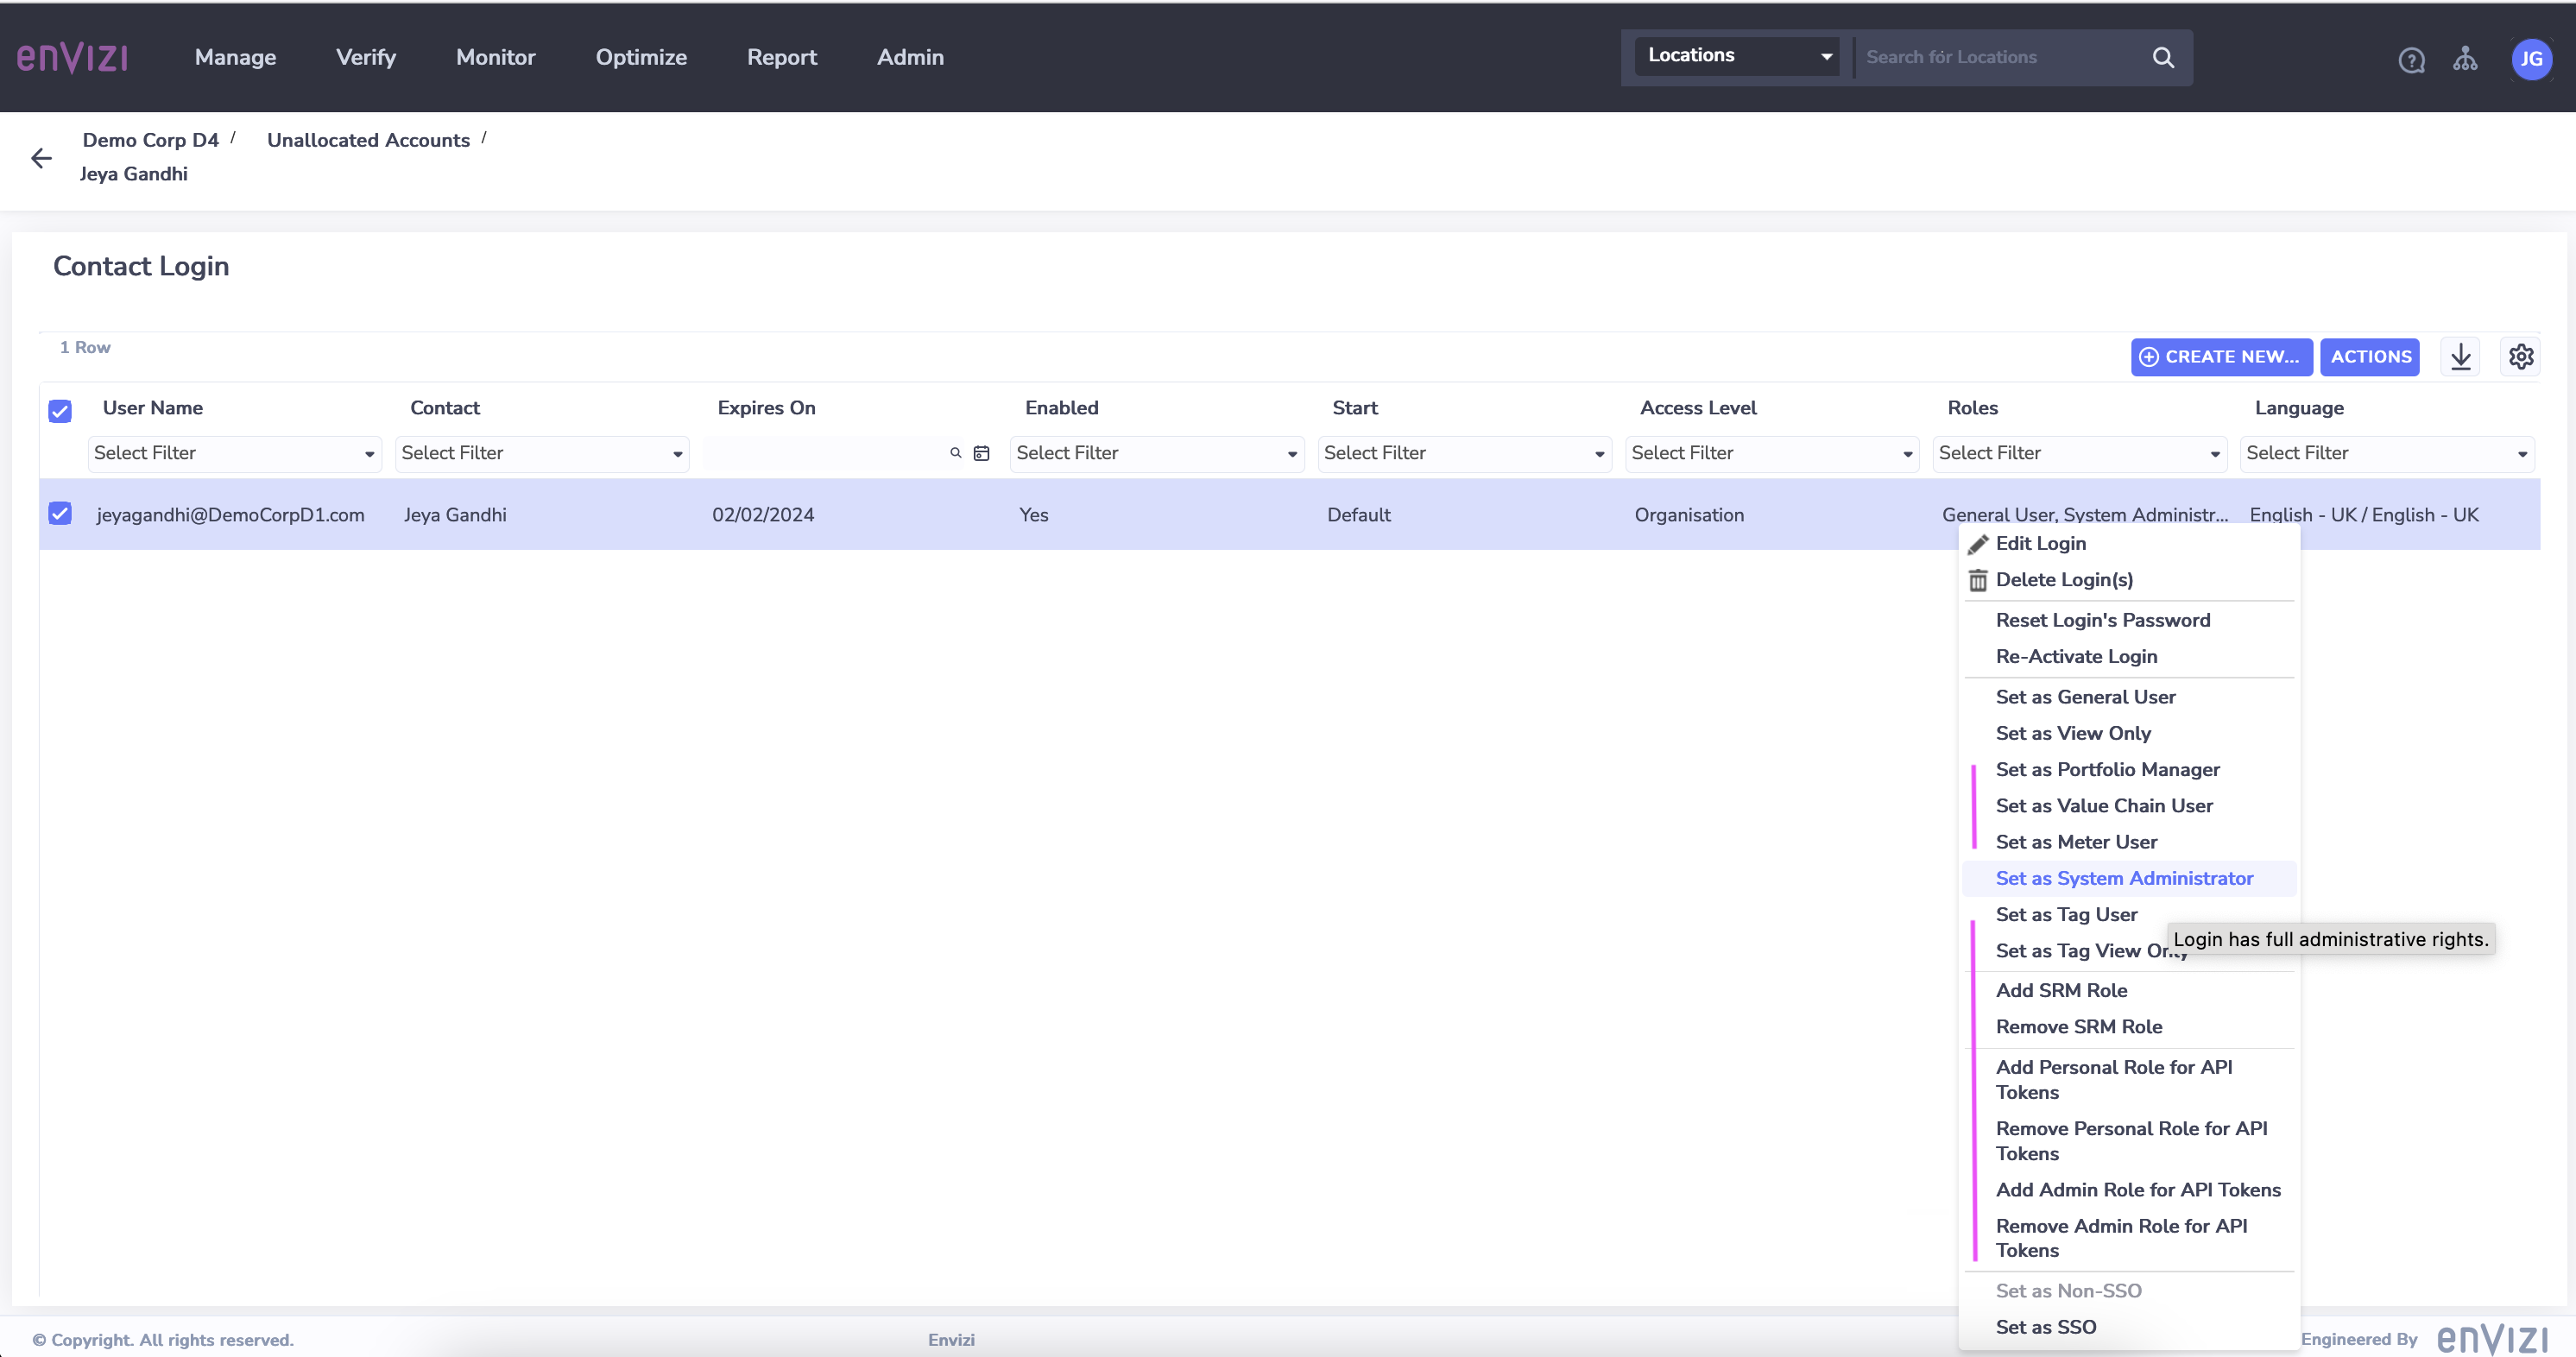 enVizi
Manage Verify Monitor Optimize Report Admin
Locations Search for Locations
JG
Demo Corp D4 / Unallocated Accounts /
Jeya Gandhi
Contact Login
1 Row
CREATE NEW... ACTIONS
User Name Contact Expires On Enabled Start Access Level Roles Language
Select Filter Select Filter Select Filter Select Filter Select Filter Select Filter Select Filter
jeyagandhi@DemoCorpD1.com Jeya Gandhi 02/02/2024 Yes Default Organisation General User, System Administr... English - UK / English - UK
Edit Login
Delete Login(s)
Reset Login's Password
Re-Activate Login
Set as General User
Set as View Only
Set as Portfolio Manager
Set as Value Chain User
Set as Meter User
Set as System Administrator
Set as Tag User
Login has full administrative rights.
Set as Tag View Only
Add SRM Role
Remove SRM Role
Add Personal Role for API
Tokens
Remove Personal Role for API
Tokens
Add Admin Role for API Tokens
Remove Admin Role for API
Tokens
Set as Non-SSO
Set as SSO
© Copyright. All rights reserved. Envizi Engineered By enVizi